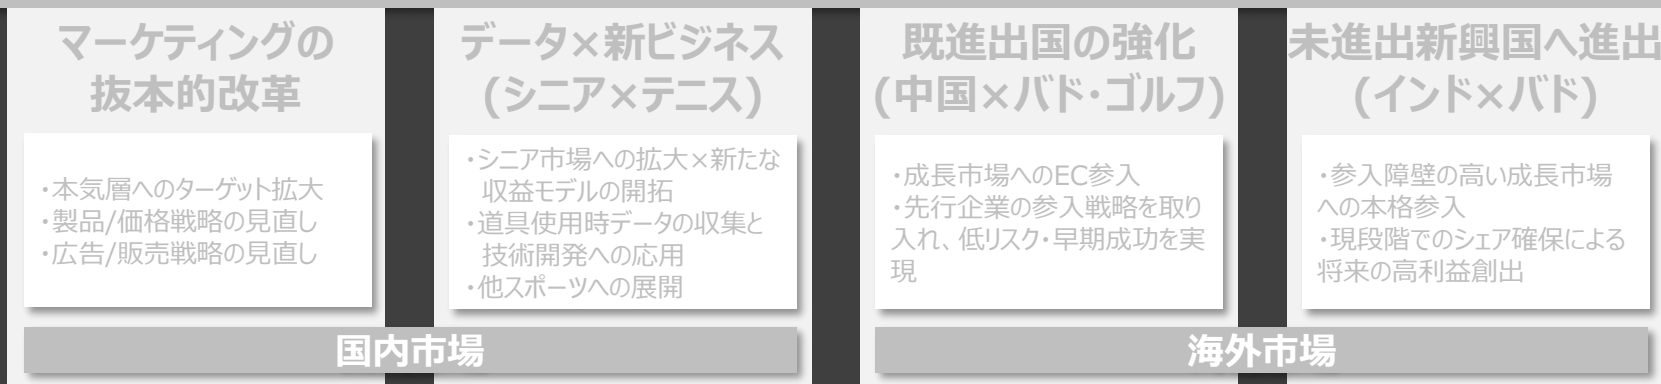 マーケティングの
抜本的改革
・本気層へのターゲット拡大
・製品/価格戦略の見直し
・広告/販売戦略の見直し
データ×新ビジネス
(シニア×テニス)
・シニア市場への拡大×新たな
収益モデルの開拓
・道具使用時データの収集と
技術開発への応用
・他スポーツへの展開
国内市場
既進出国の強化
(中国×バド・ゴルフ)
・成長市場へのEC参入
・先行企業の参入戦略を取り
入れ、低リスク・早期成功を実
現
未進出新興国へ進出
(インド×バド)
・参入障壁の高い成長市場
への本格参入
・現段階でのシェア確保による
将来の高利益創出
海外市場